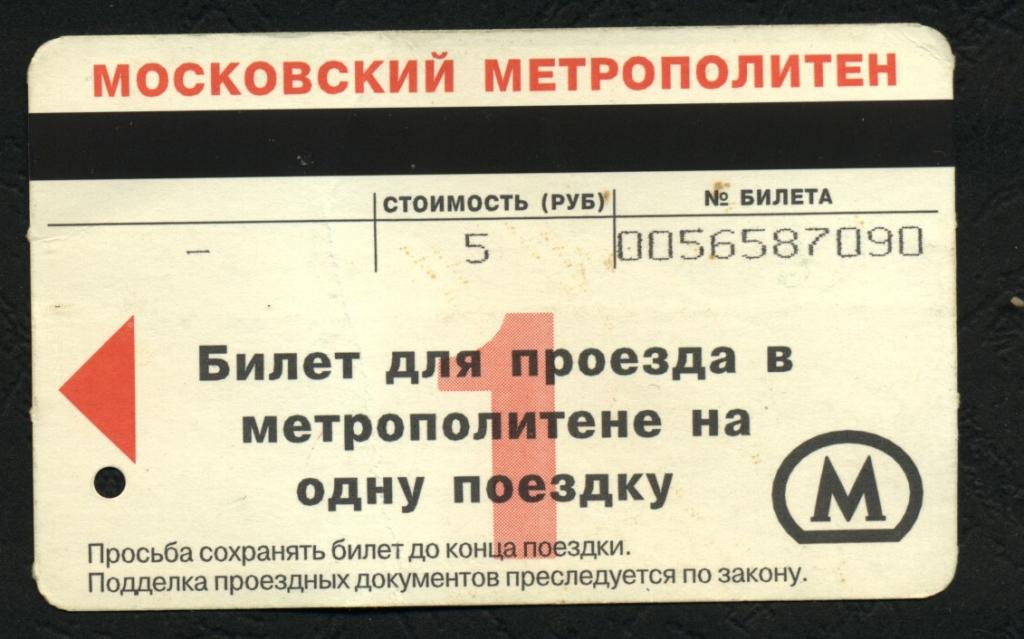 МОСКОВСКИЙ МЕТРОПОЛИТЕН
СТОИМОСТЬ (РУБ) № БИЛЕТА
– 5 0056587090
1
Билет для проезда в
метрополитене на
одну поездку
М
Просьба сохранять билет до конца поездки.
Подделка проездных документов преследуется по закону.